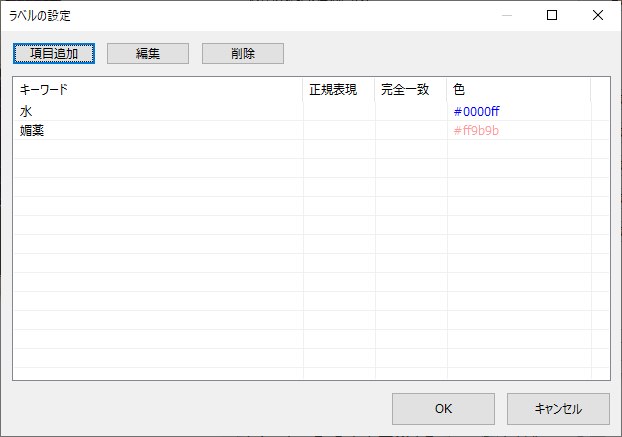 ラベルの設定
項目追加 編集 削除
キーワード 正規表現 完全一致 色
水 #0000ff
媚薬 #ff9b9b
OK キャンセル